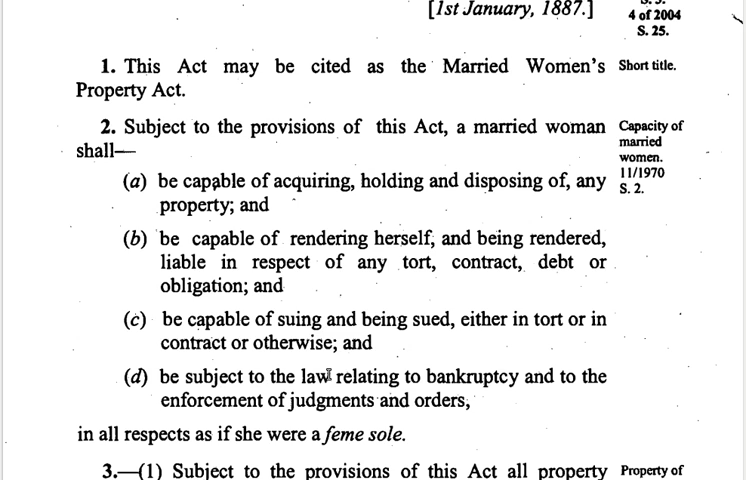 [1st January, 1887.]
4 of 2004
S. 25.
1. This Act may be cited as the Married Women's
Property Act.
Short title.
2. Subject to the provisions of this Act, a married woman
shall—
Capacity of
married
women.
11/1970
S. 2.
(a) be capable of acquiring, holding and disposing of, any
property; and
(b) be capable of rendering herself, and being rendered,
liable in respect of any tort, contract, debt or
obligation; and
(c) be capable of suing and being sued, either in tort or in
contract or otherwise; and
(d) be subject to the law relating to bankruptcy and to the
enforcement of judgments and orders,
in all respects as if she were a feme sole.
3.—(1) Subject to the provisions of this Act all property
Property of